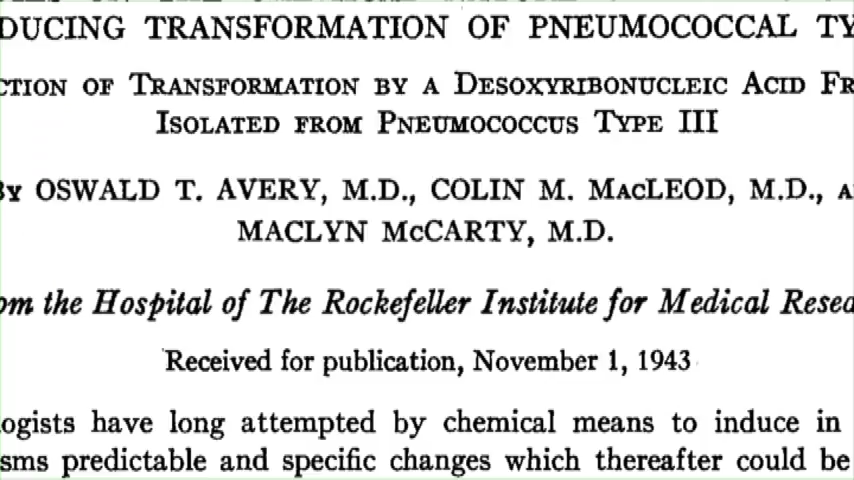 DUCING TRANSFORMATION OF PNEUMOCOCCAL TY
CTION OF TRANSFORMATION BY A DESOXYRIBONUCLEIC ACID FR
ISOLATED FROM PNEUMOCOCCUS TYPE III
BY OSWALD T. AVERY, M.D., COLIN M. MACLEOD, M.D., A
MACLYN MCCARTY, M.D.
om the Hospital of The Rockefeller Institute for Medical Resea
Received for publication, November 1, 1943
ogists have long attempted by chemical means to induce in
sms predictable and specific changes which thereafter could be